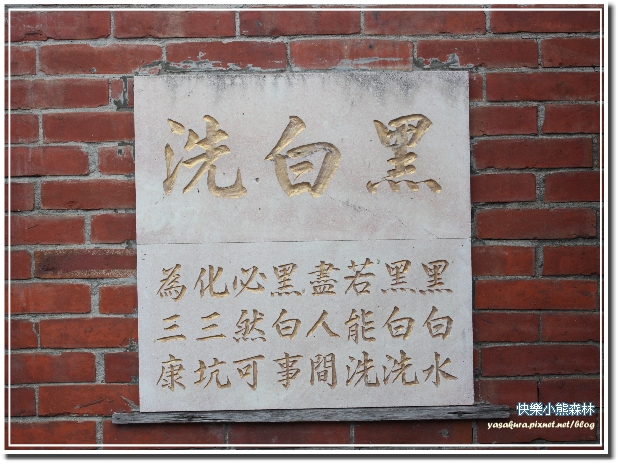 黑白洗
黑白水
黑白洗
若能洗
盡人間
黑白事
必然可
化三坑
為三康
快樂小熊森林
yasakura.pixnet.net/blog